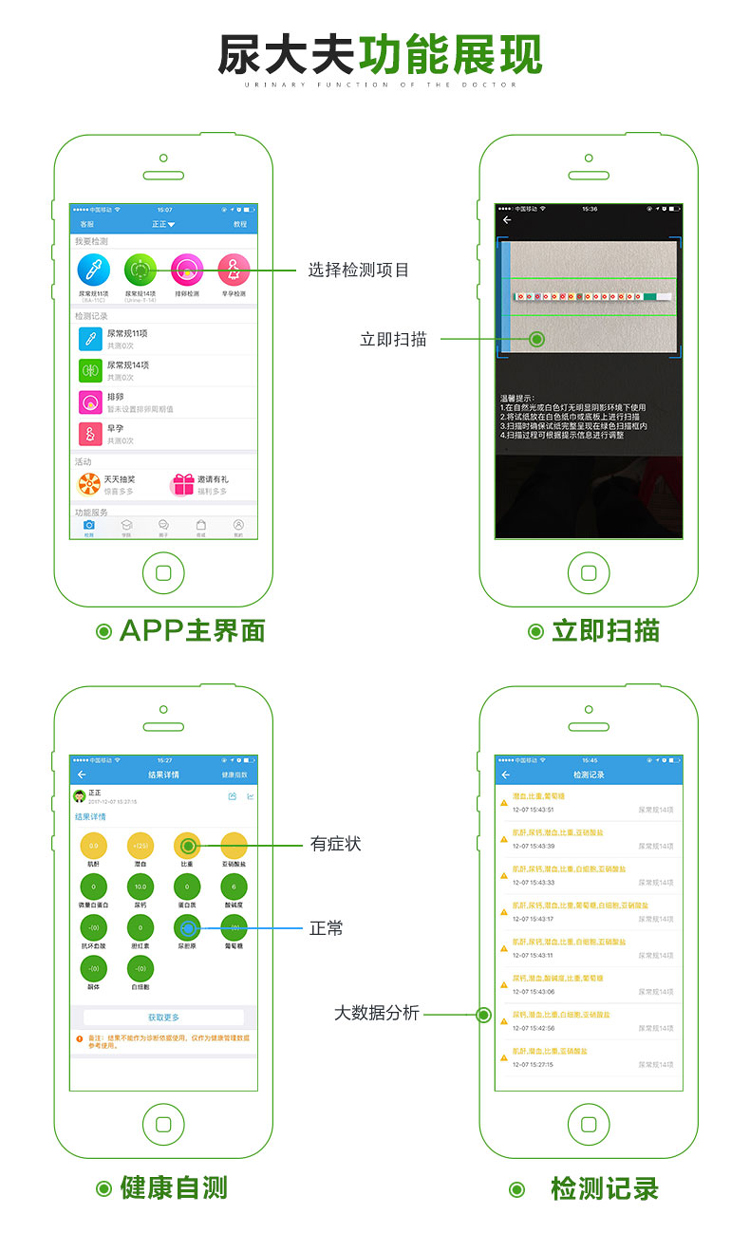 尿大夫功能展现
URINARY FUNCTION OF THE DOCTOR
中国移动 15:07
客服 正正 教程
我要检测
尿常规11项 尿常规14项 排卵检测 早孕检测
(Urine-1-14)
检测记录
尿常规11项
共测0次
尿常规14项
共测0次
排卵
暂未设置排卵周期值
早孕
共测0次
活动
天天抽奖 邀请有礼
惊喜多多 福利多多
功能服务
选择检测项目
APP主界面
中国移动 15:36
立即扫描
温馨提示:
1.在自然光或白色灯无明显阴影环境下使用
2.将试纸放在白色纸巾或底板上进行扫描
3.扫描时确保试纸完整呈现在绿色扫描框内
4.扫描过程可根据提示信息进行调整
立即扫描
中国移动 15:27
结果详情 健康指数
正正
2017-12-07 15:27:15
结果详情
肌酐 潜血 比重 亚硝酸盐
0 10.0 0 6
微量白蛋白 尿钙 蛋白质 酸碱度
-(0) 0 -(0)
抗坏血酸 胆红素 尿胆原 葡萄糖
-(0) -(0)
酮体 白细胞
获取更多
备注：结果不能作为诊断依据使用，仅作为健康管理数据
参考使用。
有症状
正常
健康自测
中国移动 15:45
检测记录
潜血,比重,葡萄糖
12-07 15:43:51 尿常规14项
肌酐,尿钙,潜血,比重,亚硝酸盐
12-07 15:43:39 尿常规14项
肌酐,尿钙,潜血,比重,白细胞,亚硝酸盐
12-07 15:43:33 尿常规14项
肌酐,尿钙,潜血,比重,葡萄糖,白细胞,亚硝酸盐
12-07 15:43:17 尿常规14项
肌酐,尿钙,潜血,比重,白细胞,亚硝酸盐
12-07 15:43:11 尿常规14项
尿钙,潜血,酸碱度,比重,葡萄糖
12-07 15:43:06 尿常规14项
尿钙,潜血,比重,白细胞,亚硝酸盐
12-07 15:42:56 尿常规14项
肌酐,潜血,比重,亚硝酸盐
12-07 15:27:15 尿常规14项
大数据分析
检测记录